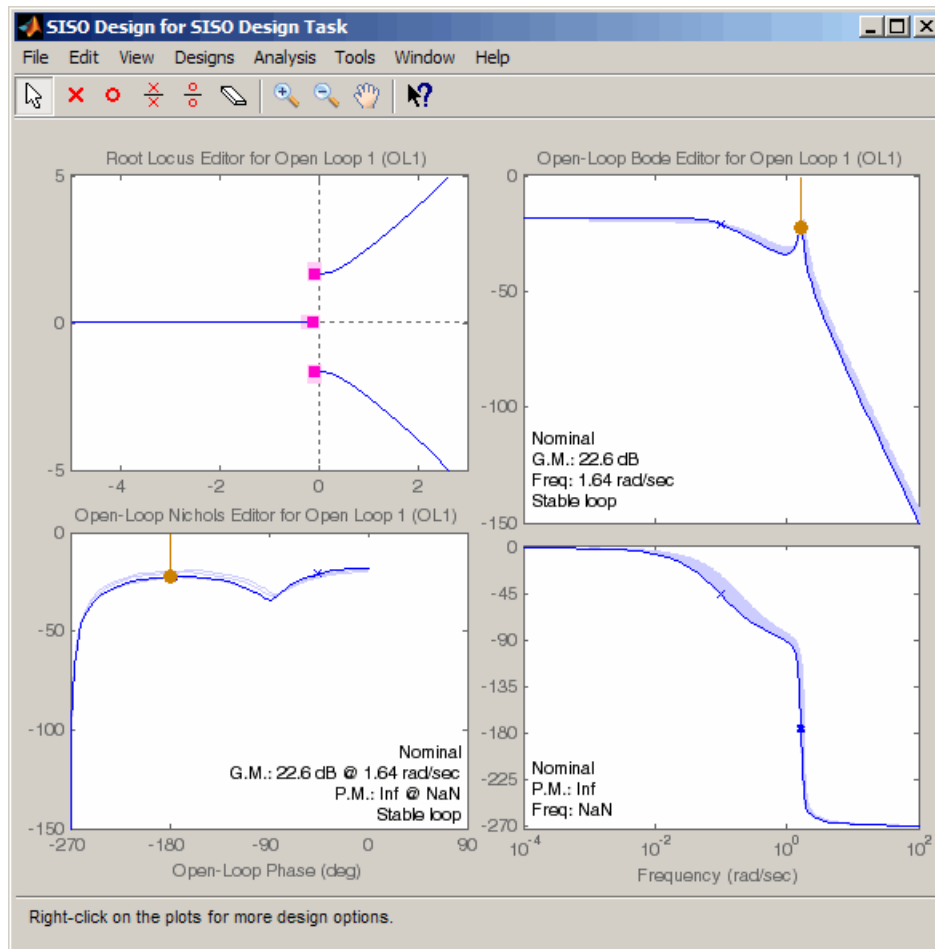 SISO Design for SISO Design Task
File Edit View Designs Analysis Tools Window Help
Root Locus Editor for Open Loop 1 (OL1)
5
0
-5
-4 -2 0 2
Open-Loop Bode Editor for Open Loop 1 (OL1)
0
-50
-100
-150
Nominal
G.M.: 22.6 dB
Freq: 1.64 rad/sec
Stable loop
Open-Loop Nichols Editor for Open Loop 1 (OL1)
0
-50
-100
-150
Nominal
G.M.: 22.6 dB @ 1.64 rad/sec
P.M.: Inf @ NaN
Stable loop
-270 -180 -90 0 90
Open-Loop Phase (deg)
0
-45
-90
-135
-180
-225
-270
Nominal
P.M.: Inf
Freq: NaN
10^-4 10^-2 10^0 10^2
Frequency (rad/sec)
Right-click on the plots for more design options.